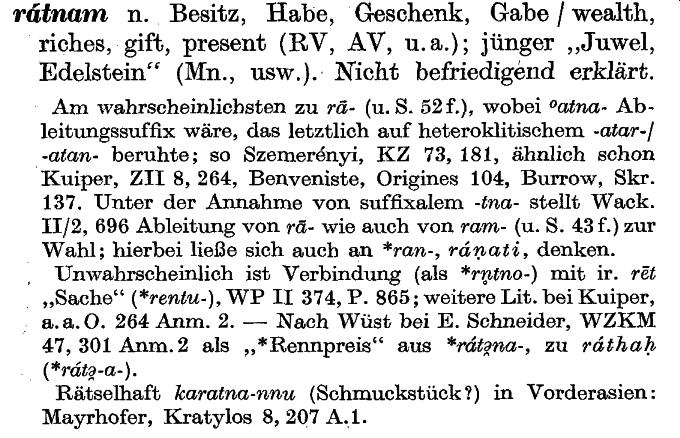 rátnam n. Besitz, Habe, Geschenk, Gabe / wealth,
riches, gift, present (RV, AV, u. a.); jünger „Juwel,
Edelstein“ (Mn., usw.). Nicht befriedigend erklärt.
Am wahrscheinlichsten zu rā- (u. S. 52 f.), wobei °atna- Ab-
leitungssuffix wäre, das letztlich auf heteroklitischem -atar-/
-atan- beruhte; so Szemerényi, KZ 73, 181, ähnlich schon
Kuiper, ZII 8, 264, Benveniste, Origines 104, Burrow, Skr.
137. Unter der Annahme von suffixalem -tna- stellt Wack.
II/2, 696 Ableitung von rā- wie auch von ram- (u. S. 43 f.) zur
Wahl; hierbei ließe sich auch an *ran-, ráṇati, denken.
Unwahrscheinlich ist Verbindung (als *rn̥tno-) mit ir. rēt
„Sache“ (*rentu-), WP II 374, P. 865; weitere Lit. bei Kuiper,
a. a. O. 264 Anm. 2. — Nach Wüst bei E. Schneider, WZKM
47, 301 Anm. 2 als „*Rennpreis“ aus *rátə̯na-, zu ráthaḥ
(*rátə̯-a-).
Rätselhaft karatna-nnu (Schmuckstück?) in Vorderasien:
Mayrhofer, Kratylos 8, 207 A. 1.